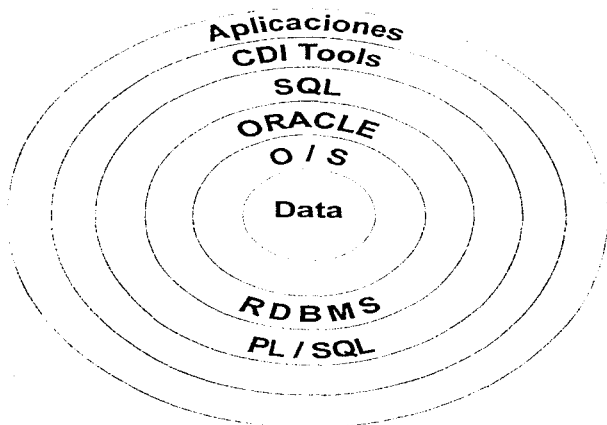 Aplicaciones
CDI Tools
SQL
ORACLE
O / S
Data
RDBMS
PL / SQL